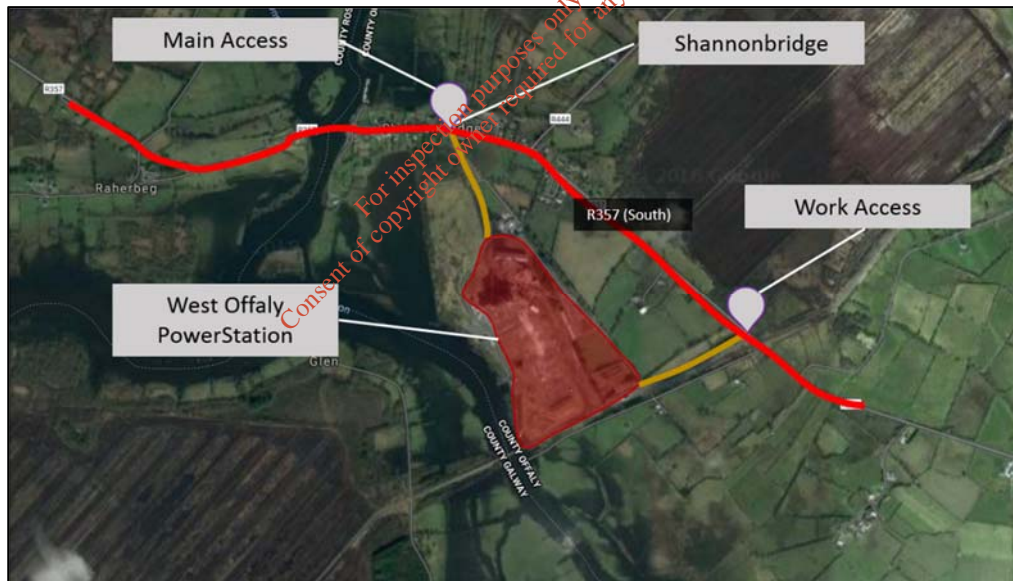 Main Access
Shannonbridge
For inspection purposes only
Consent of copyright owner required for any
R357
R444
Raherbeg
R357 (South)
Work Access
West Offaly
PowerStation
Glen
COUNTY OFFALY
COUNTY GALWAY